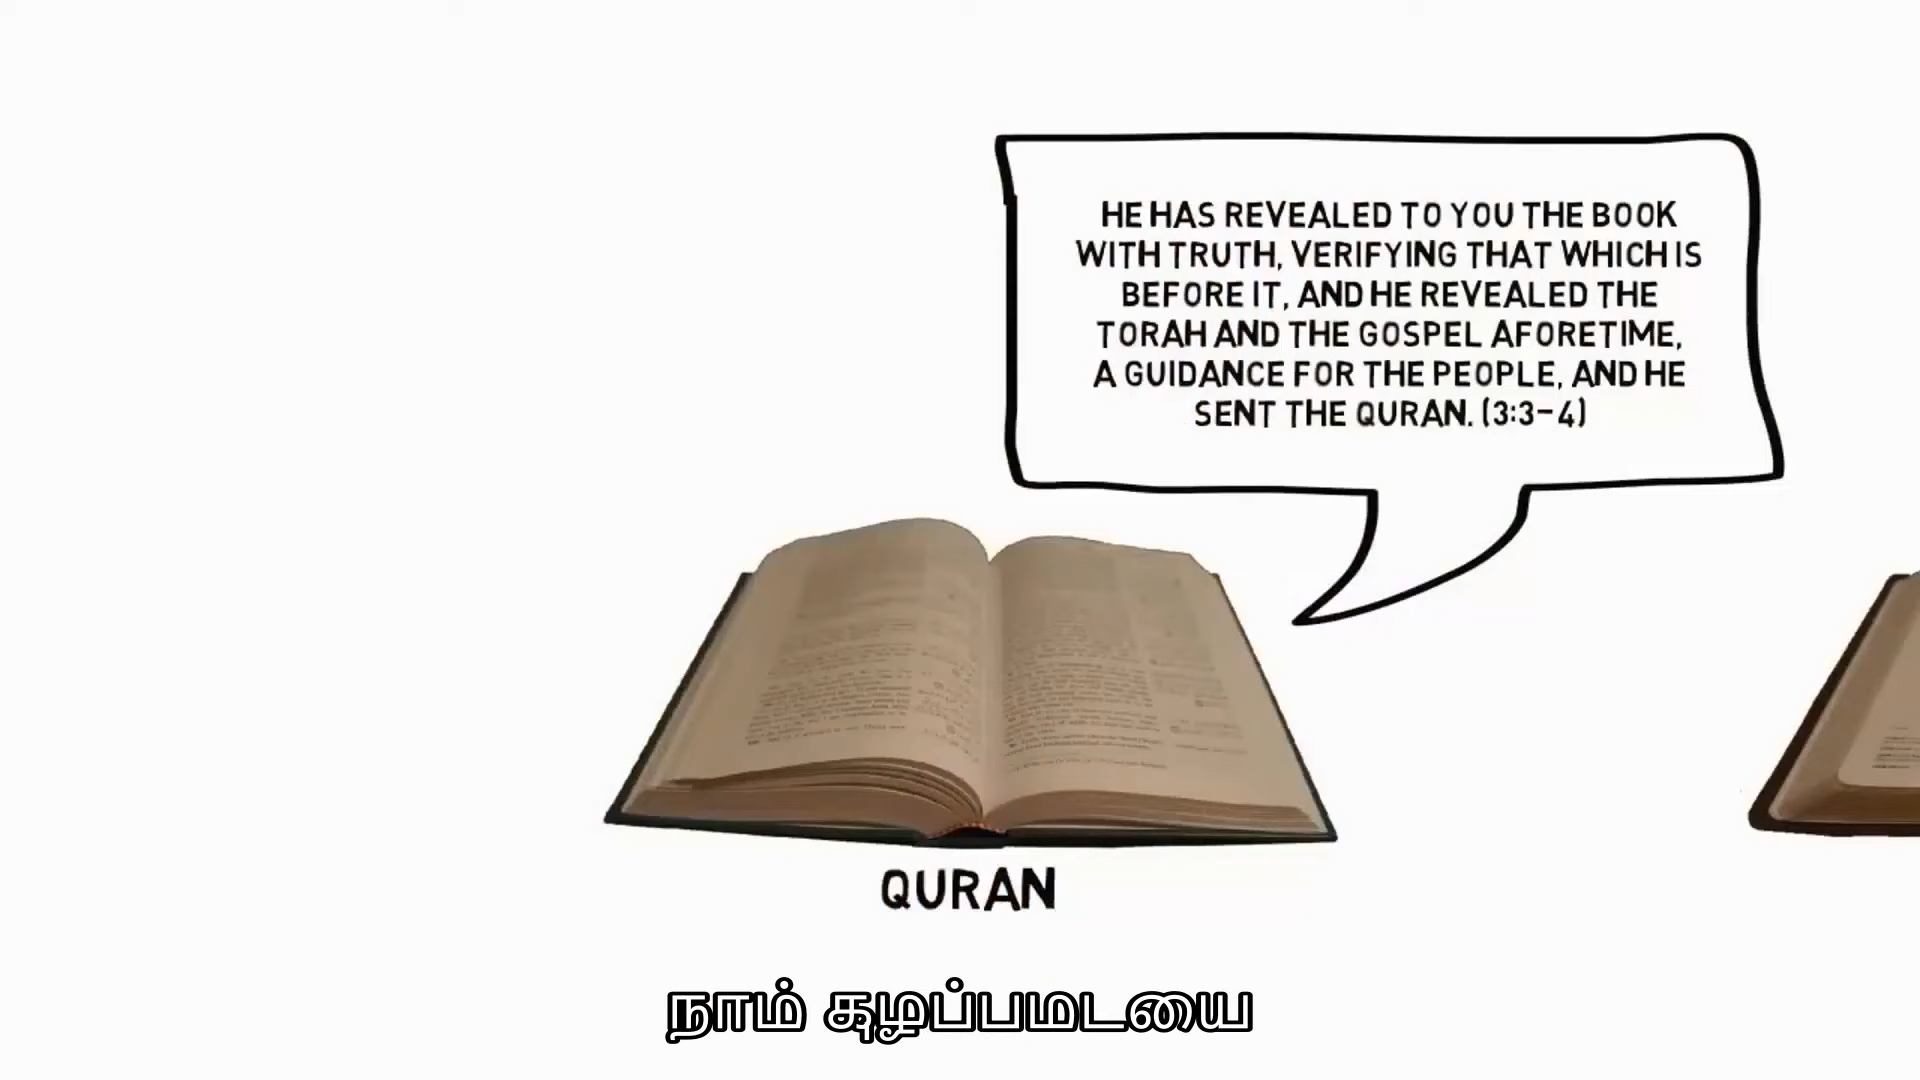 HE HAS REVEALED TO YOU THE BOOK
WITH TRUTH, VERIFYING THAT WHICH IS
BEFORE IT, AND HE REVEALED THE
TORAH AND THE GOSPEL AFORETIME,
A GUIDANCE FOR THE PEOPLE, AND HE
SENT THE QURAN. (3:3-4)
QURAN
நாம் குழப்பமடயை